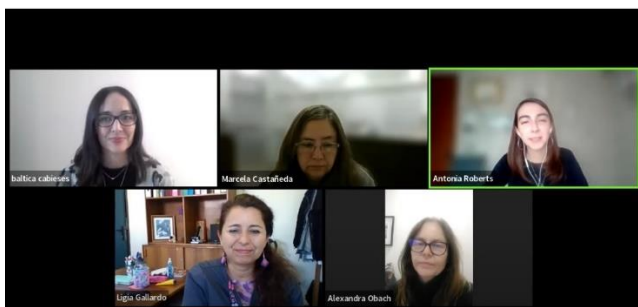 baltica cabieses
Marcela Castañeda
Antonia Roberts
Ligia Gallardo
Alexandra Obach